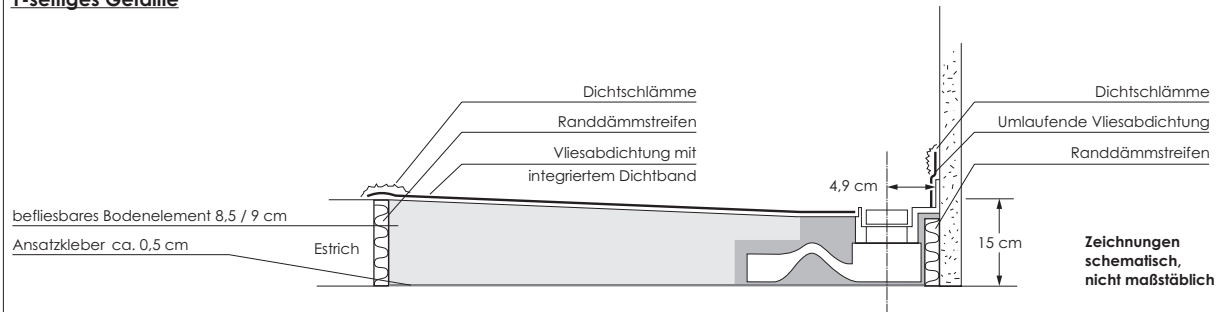 1-seitiges Gefälle
Dichtschlämme
Randdämmstreifen
Vliesabdichtung mit
integriertem Dichtband
befliesbares Bodenelement 8,5 / 9 cm
Ansatzkleber ca. 0,5 cm
Estrich
4,9 cm
Dichtschlämme
Umlaufende Vliesabdichtung
Randdämmstreifen
15 cm
Zeichnungen
schematisch,
nicht maßstäblich